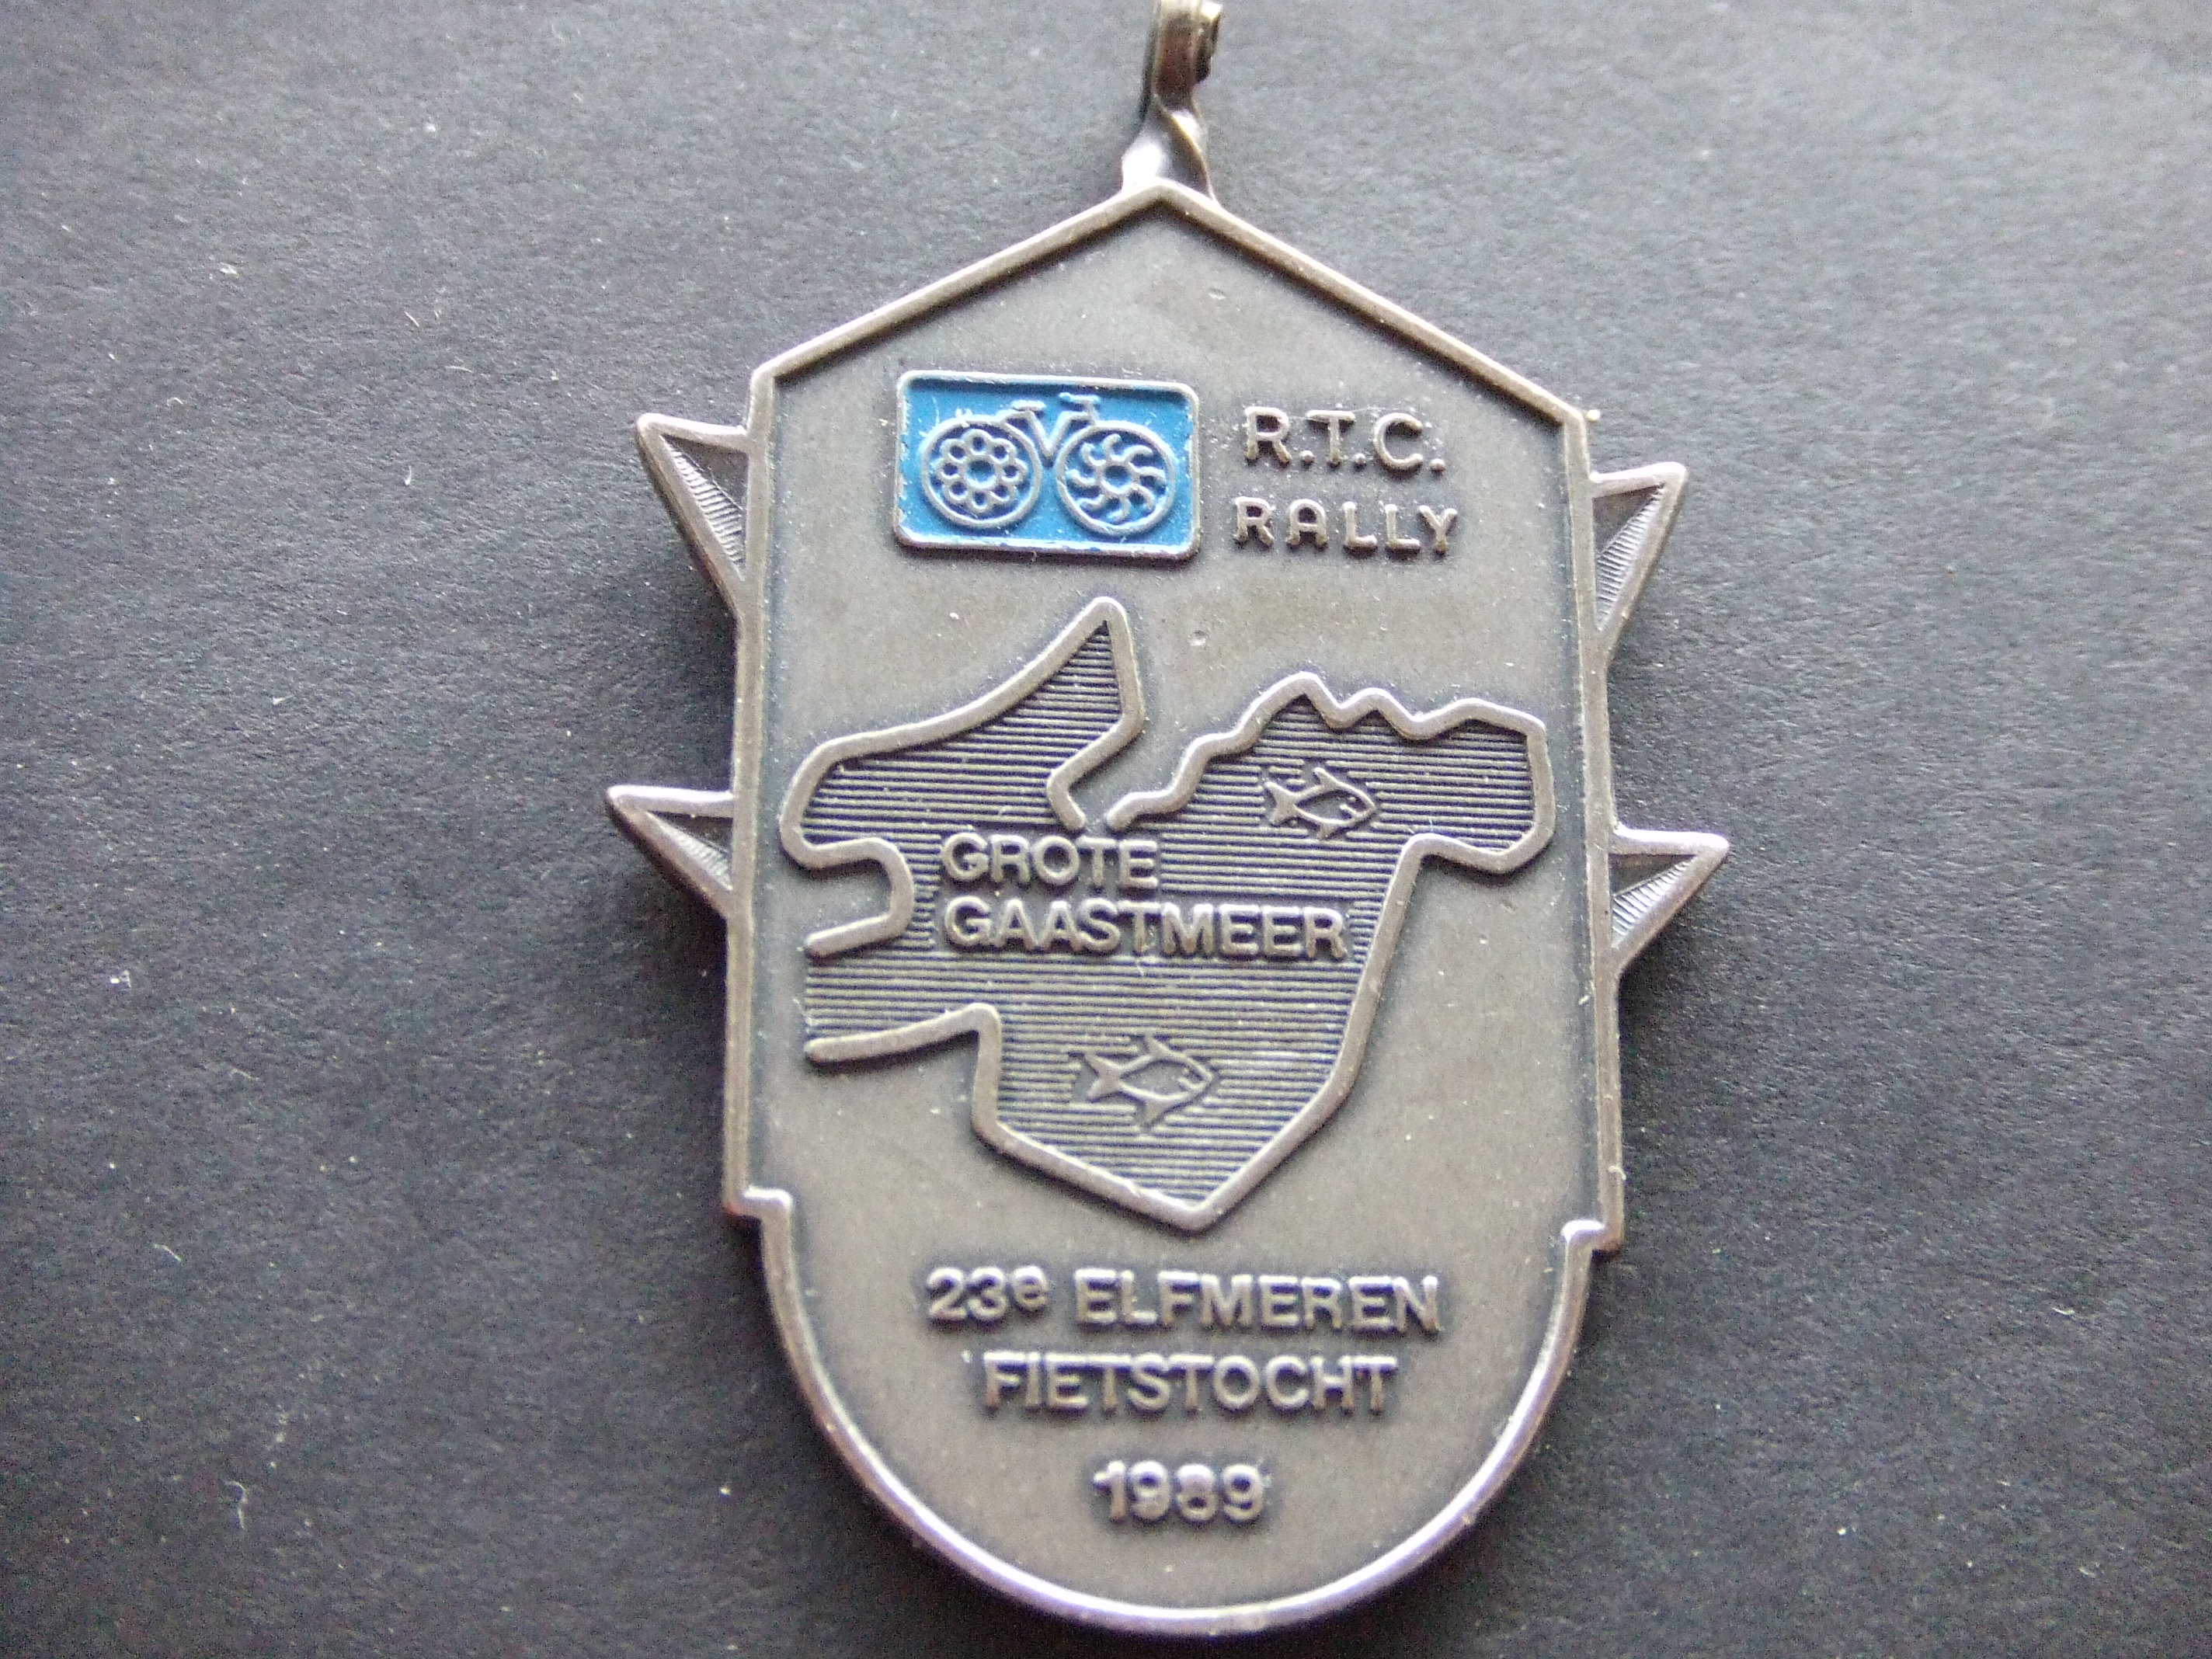 R.T.C.
RALLY
GROTE
GAASTMEER
23e ELFMEREN
FIETSTOCHT
1989